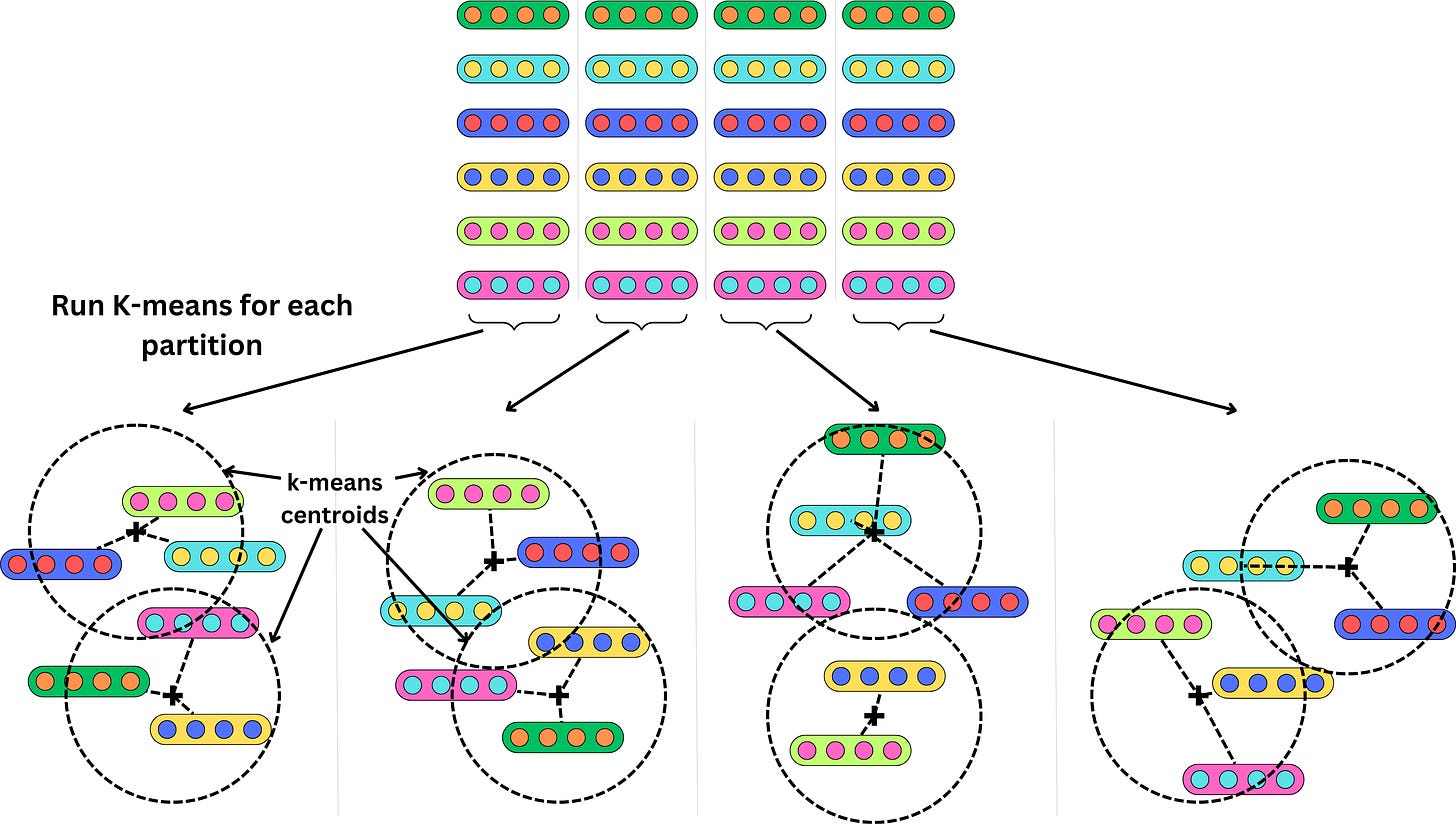 Run K-means for each
partition
k-means
centroids